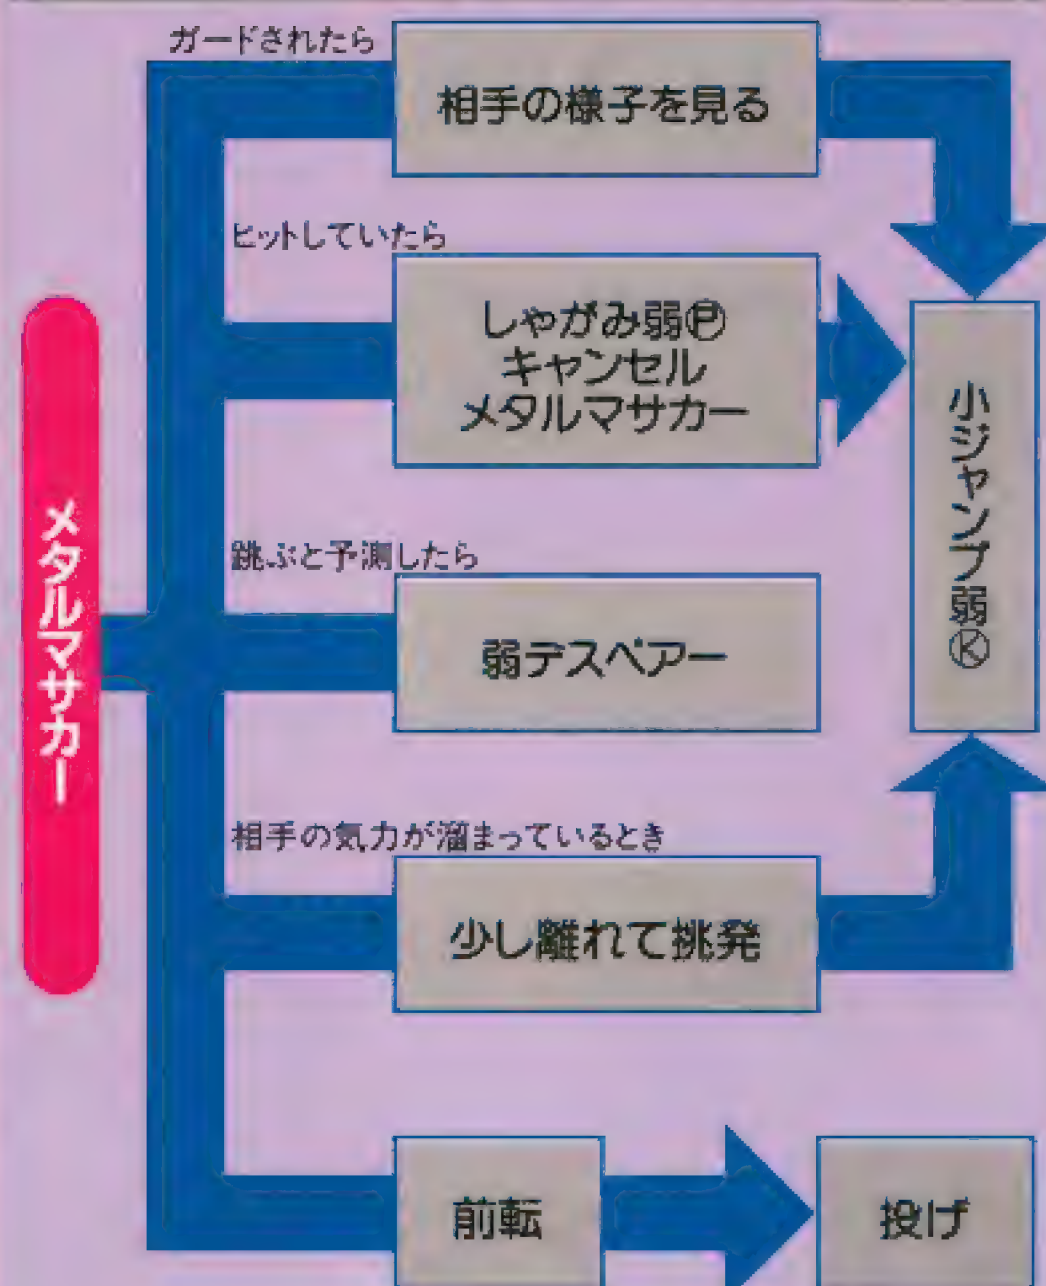 メタルマサカー
ガードされたら
相手の様子を見る
ヒットしていたら
しゃがみ弱Ⓟ
キャンセル
メタルマサカー
小ジャンプ弱Ⓚ
跳ぶと予測したら
弱デスペアー
相手の気力が溜まっているとき
少し離れて挑発
前転
投げ